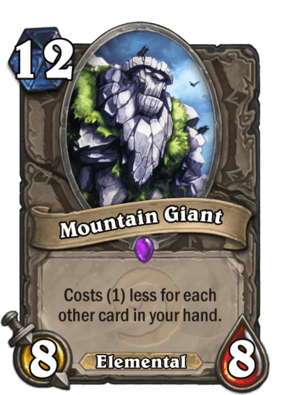 12
Mountain Giant
Costs (1) less for each
other card in your hand.
8
Elemental
8